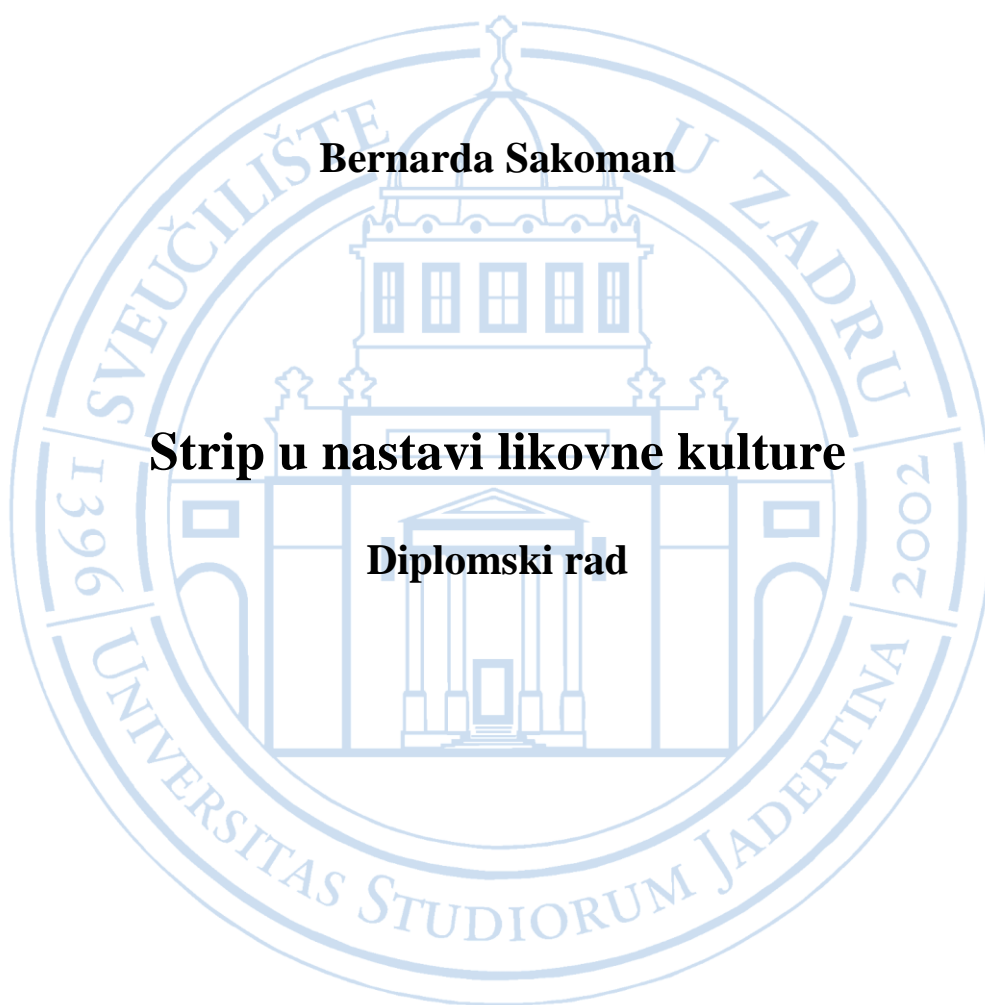 Bernarda Sakoman
Strip u nastavi likovne kulture
Diplomski rad
SVEUČILIŠTE U ZADRU
1396
2002
UNIVERSITAS STUDIORUM JADERTINA